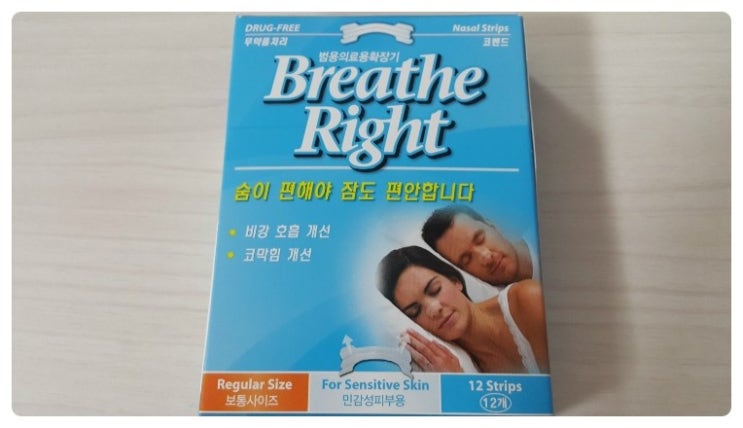 DRUG-FREE
무약품처리
Nasal Strips
코밴드
범용의료용확장기
Breathe
Right
숨이 편해야 잠도 편안합니다
• 비강 호흡 개선
• 코막힘 개선
Regular Size
보통사이즈
For Sensitive Skin
민감성피부용
12 Strips
12개